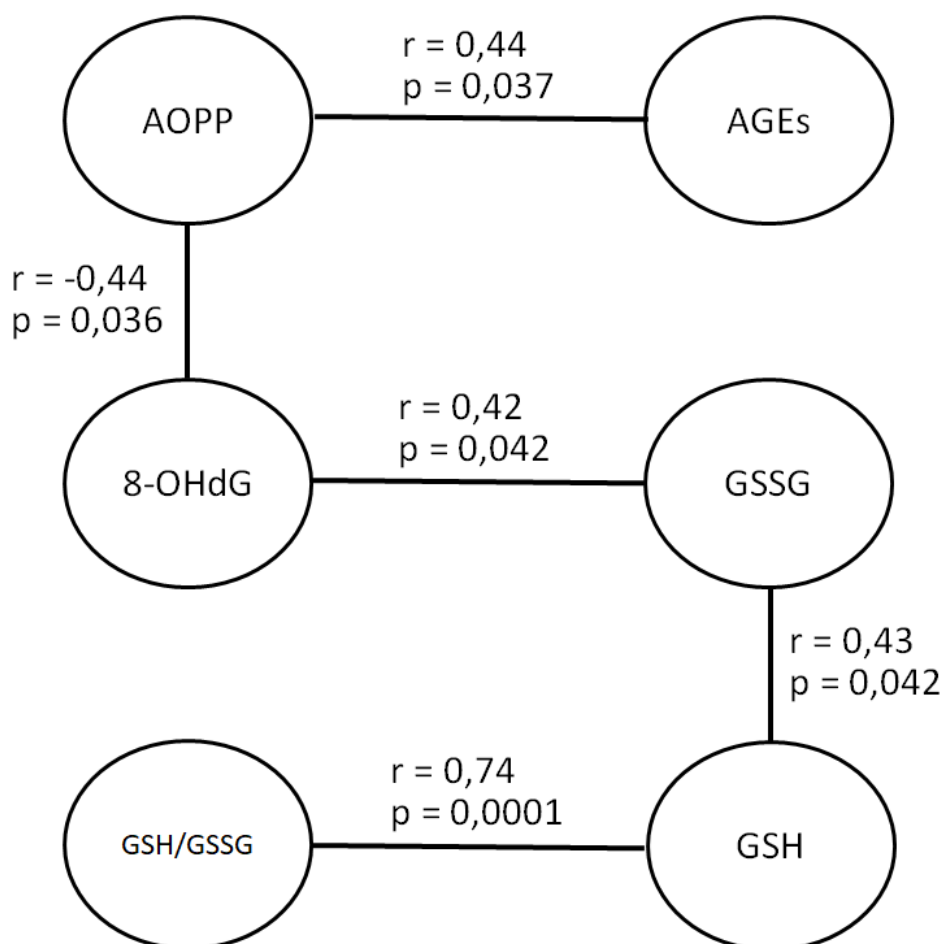 r = 0,44
p = 0,037
AOPP
AGEs
r = -0,44
p = 0,036
r = 0,42
p = 0,042
8-OHdG
GSSG
r = 0,43
p = 0,042
r = 0,74
p = 0,0001
GSH/GSSG
GSH